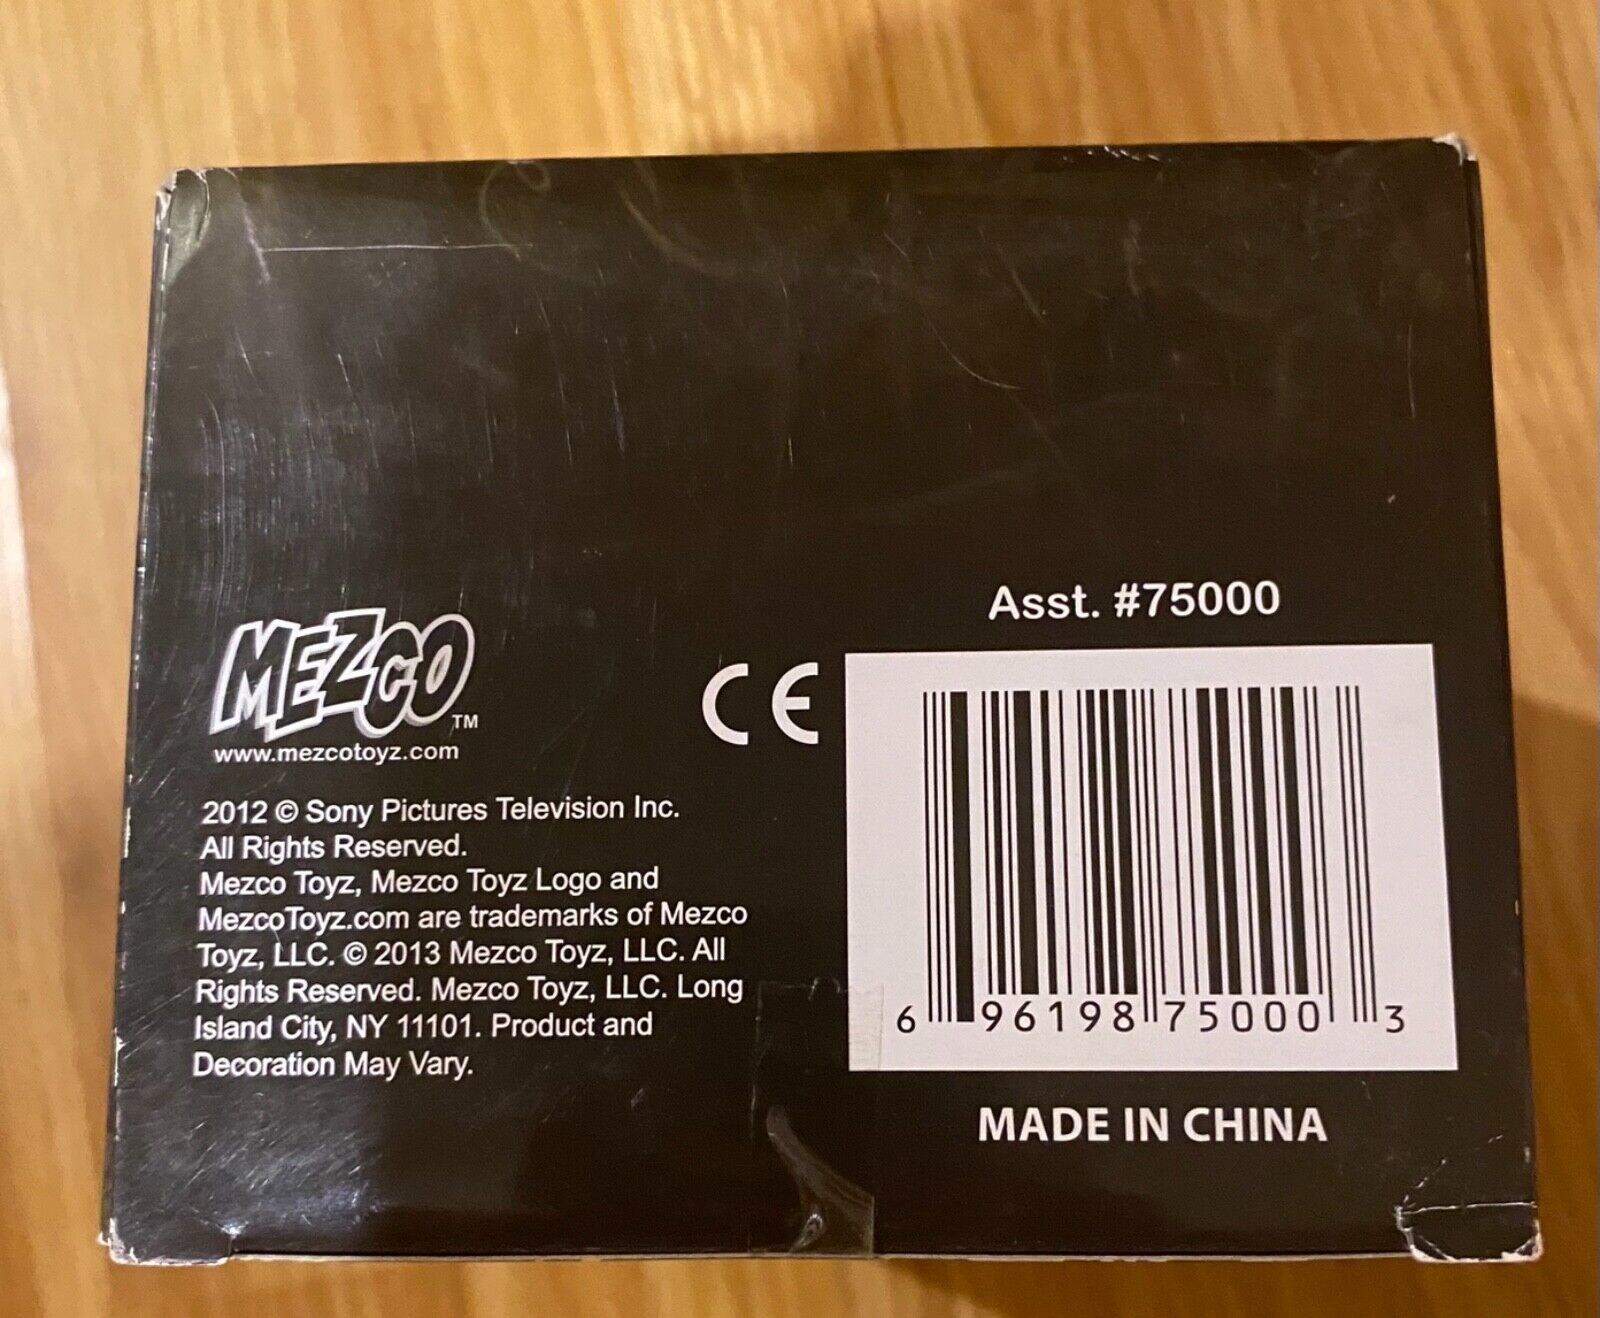 Asst. #75000
MEZCO™
www.mezcotoyz.com
CE
2012 © Sony Pictures Television Inc.
All Rights Reserved.
Mezco Toyz, Mezco Toyz Logo and
MezcoToyz.com are trademarks of Mezco
Toyz, LLC. © 2013 Mezco Toyz, LLC. All
Rights Reserved. Mezco Toyz, LLC. Long
Island City, NY 11101. Product and
Decoration May Vary.
6 96198 75000 3
MADE IN CHINA